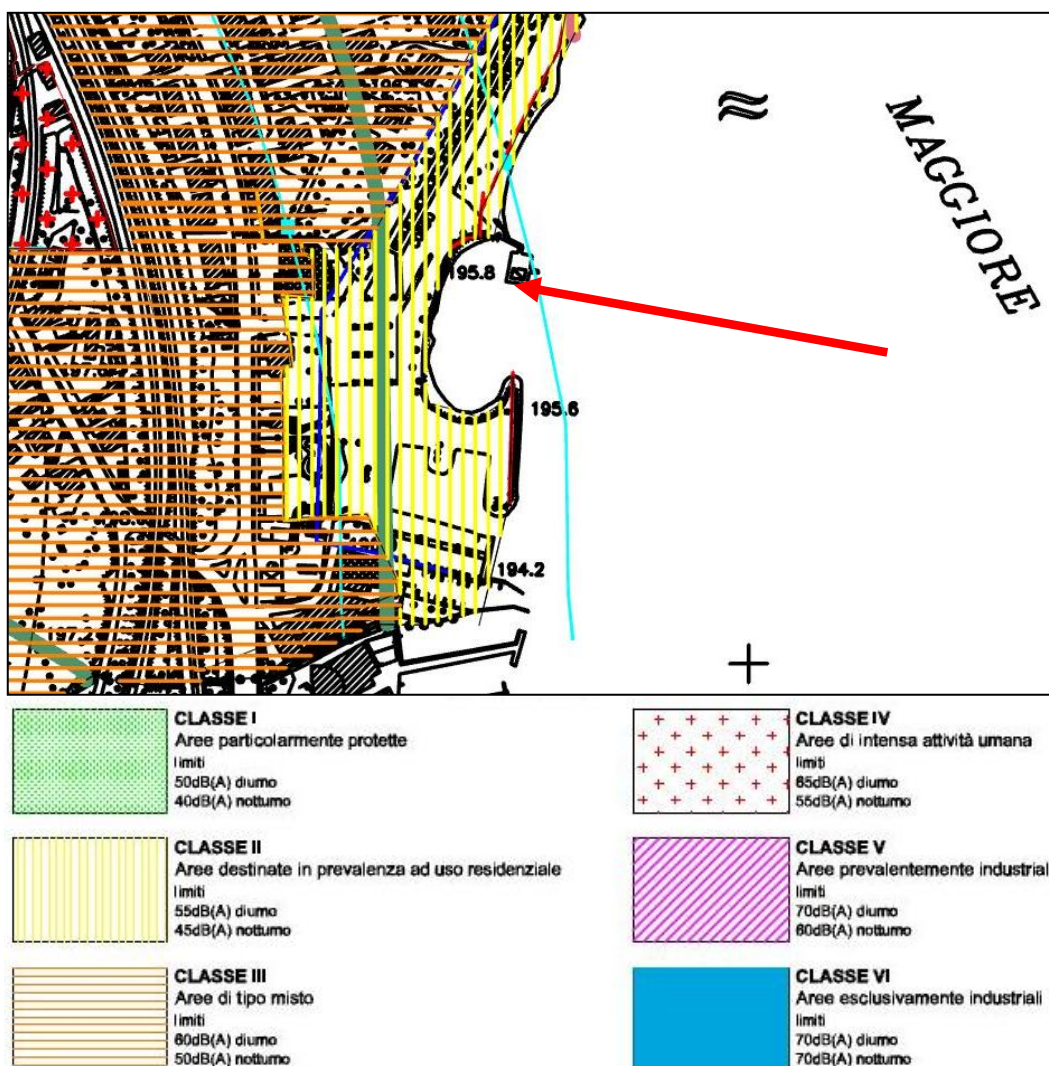 MAGGIORE
195.8
195.6
194.2
CLASSE I
Aree particolarmente protette
limiti
50dB(A) diurno
40dB(A) notturno
CLASSE II
Aree destinate in prevalenza ad uso residenziale
limiti
55dB(A) diurno
45dB(A) notturno
CLASSE III
Aree di tipo misto
limiti
60dB(A) diurno
50dB(A) notturno
CLASSE IV
Aree di intensa attività umana
limiti
65dB(A) diurno
55dB(A) notturno
CLASSE V
Aree prevalentemente industrial
limiti
70dB(A) diurno
60dB(A) notturno
CLASSE VI
Aree esclusivamente industriali
limiti
70dB(A) diurno
70dB(A) notturno